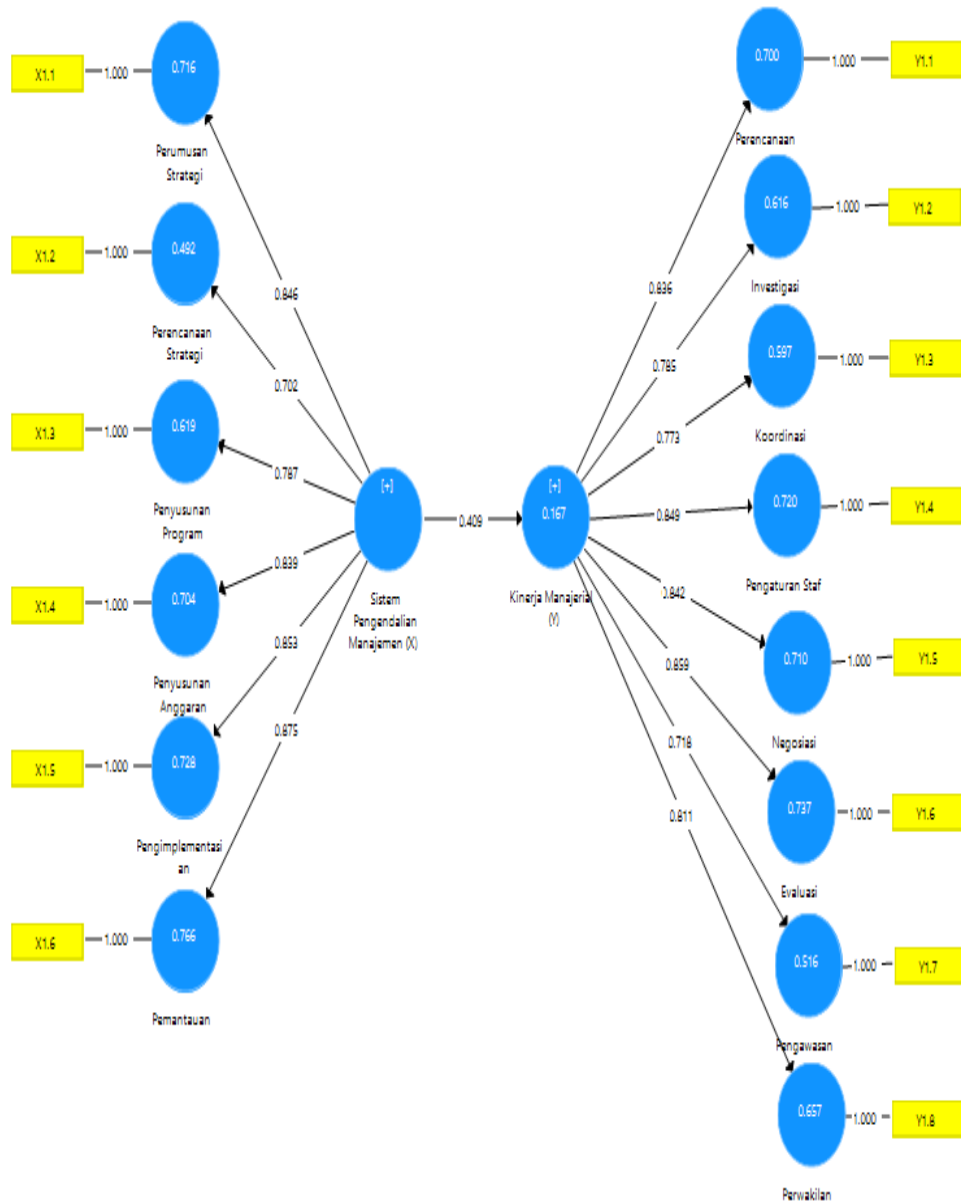 X1.1
1.000
0.716
Perumusan
Strategi
X1.2
1.000
0.492
Perencanaan
Strategi
X1.3
1.000
0.619
Penyusunan
Program
X1.4
1.000
0.704
Penyusunan
Anggaran
X1.5
1.000
0.728
Pengimplementasi
an
X1.6
1.000
0.766
Pemantauan
0.846
0.702
0.787
0.839
0.853
0.875
[+]
Sistem
Pengendalian
Manajemen (X)
0.409
[+]
0.167
Kinerja Manajerial
(Y)
0.836
0.785
0.773
0.849
0.842
0.859
0.718
0.811
0.700
1.000
Y1.1
Perencanaan
0.616
1.000
Y1.2
Investigasi
0.597
1.000
Y1.3
Koordinasi
0.720
1.000
Y1.4
Pengaturan Staf
0.710
1.000
Y1.5
Negosiasi
0.737
1.000
Y1.6
Evaluasi
0.516
1.000
Y1.7
Pengawasan
0.657
1.000
Y1.8
Perwakilan